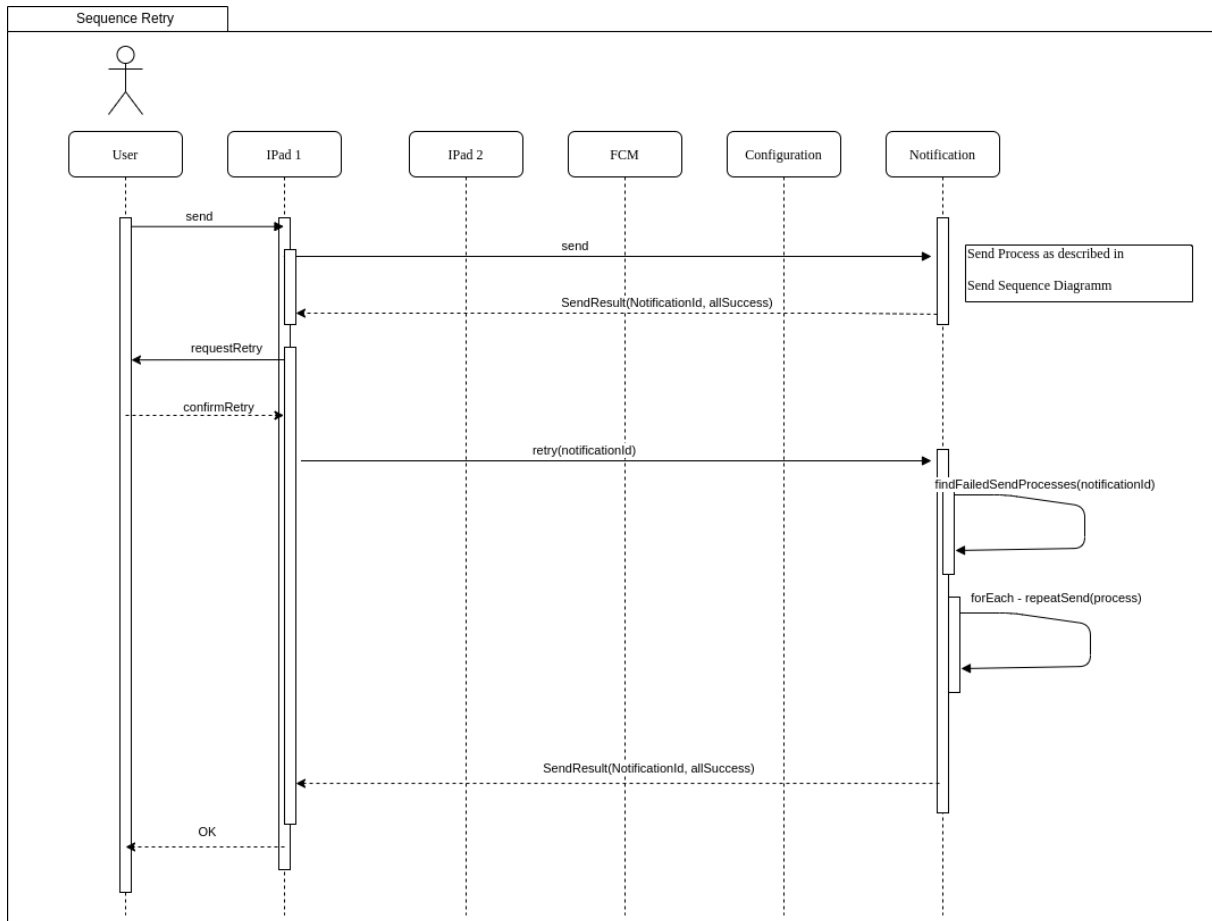 Sequence Retry
User
IPad 1
IPad 2
FCM
Configuration
Notification
send
send
Send Process as described in
Send Sequence Diagramm
SendResult(NotificationId, allSuccess)
requestRetry
confirmRetry
retry(notificationId)
findFailedSendProcesses(notificationId)
forEach - repeatSend(process)
SendResult(NotificationId, allSuccess)
OK